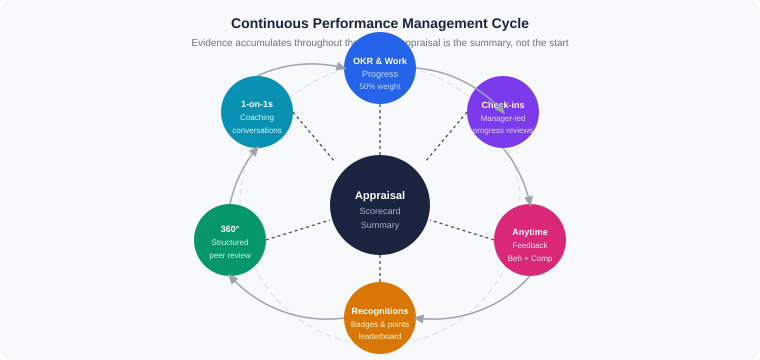 Continuous Performance Management Cycle
Evidence accumulates throughout the ppraisal is the summary, not the start
OKR & Work
Progress
50% weight
1-on-1s
Coaching
conversations
Check-ins
Manager-led
progress reviews
Appraisal
Scorecard
Summary
360°
Structured
peer review
Anytime
Feedback
Beh + Comp
Recognitions
Badges & points
leaderboard